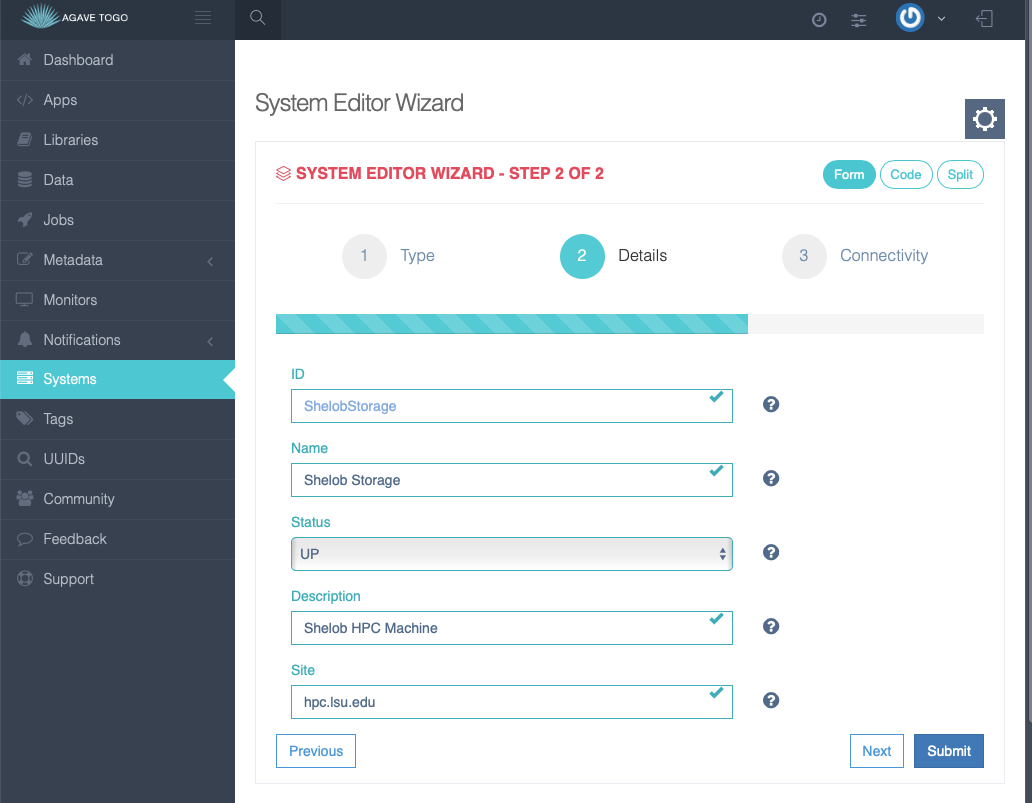 AGAVE TOGO
Dashboard
Apps
Libraries
Data
Jobs
Metadata
Monitors
Notifications
Systems
Tags
UUIDs
Community
Feedback
Support
System Editor Wizard
SYSTEM EDITOR WIZARD - STEP 2 OF 2
Form Code Split
1 Type 2 Details 3 Connectivity
ID
ShelobStorage
Name
Shelob Storage
Status
UP
Description
Shelob HPC Machine
Site
hpc.lsu.edu
Previous Next Submit